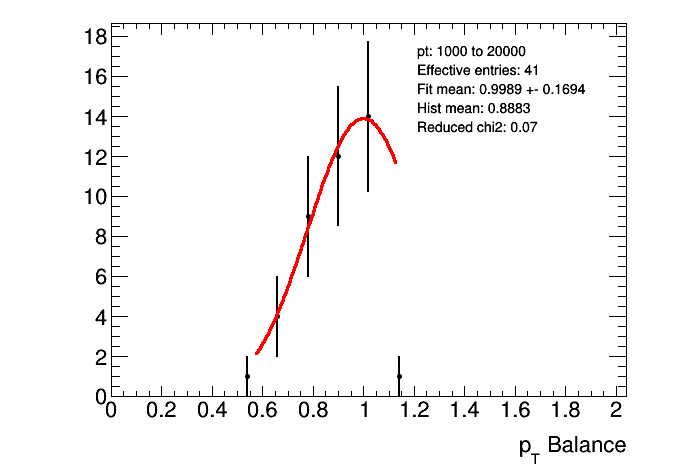 18
16
14
12
10
8
6
4
2
0
pt: 1000 to 20000
Effective entries: 41
Fit mean: 0.9989 +- 0.1694
Hist mean: 0.8883
Reduced chi2: 0.07
0 0.2 0.4 0.6 0.8 1 1.2 1.4 1.6 1.8 2
pT Balance